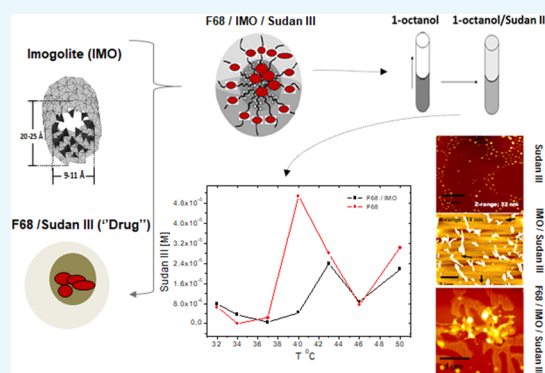 F68 / IMO / Sudan III
1-octanol
1-octanol/Sudan II
Imogolite (IMO)
20-25 Å
9-11 Å
F68 /Sudan III (‘’Drug’’)
F68 / IMO
F68
Sudan III [M]
4.8x10⁻⁵
4.0x10⁻⁵
3.2x10⁻⁵
2.4x10⁻⁵
1.6x10⁻⁵
8.0x10⁻⁶
0,0
32
34
36
38
40
42
44
46
48
50
T °C
Sudan III
Z-range: 32 nm
IMO/ Sudan III
F68 / IMO / Sudan III